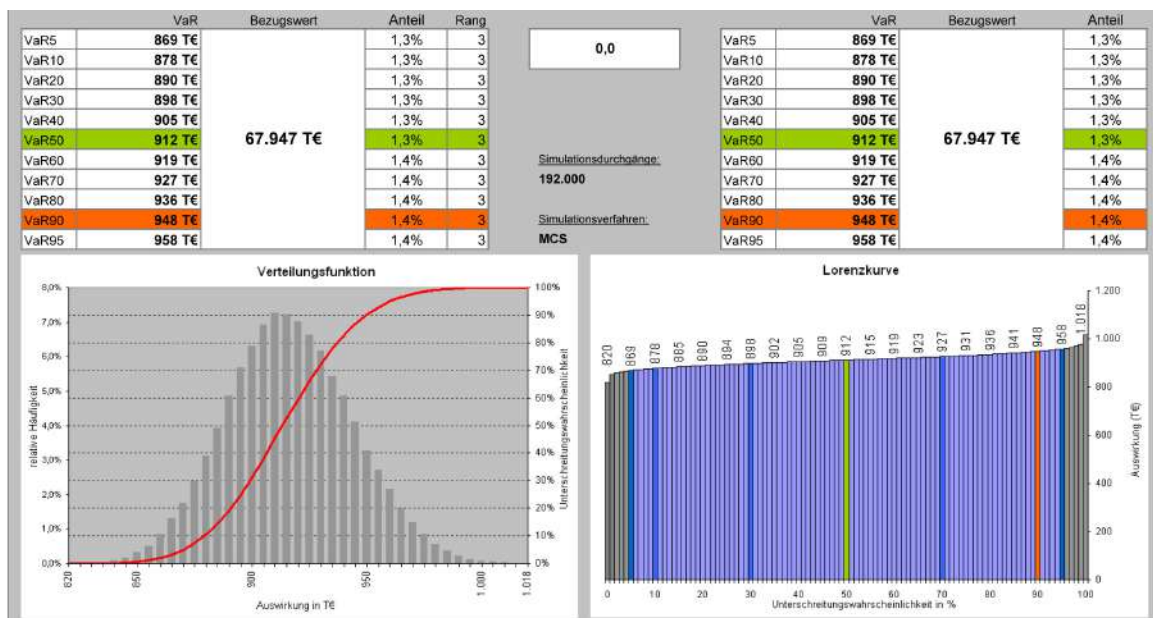 VaR Bezugswert Anteil Rang
VaR5 869 T€ 1,3% 3
VaR10 878 T€ 1,3% 3
VaR20 890 T€ 1,3% 3
VaR30 898 T€ 1,3% 3
VaR40 905 T€ 1,3% 3
VaR50 912 T€ 67.947 T€ 1,3% 3
VaR60 919 T€ 1,4% 3
VaR70 927 T€ 1,4% 3
VaR80 936 T€ 1,4% 3
VaR90 948 T€ 1,4% 3
VaR95 958 T€ 1,4% 3
0,0
Simulationsdurchgänge:
192.000
Simulationsverfahren:
MCS
VaR Bezugswert Anteil
VaR5 869 T€ 1,3%
VaR10 878 T€ 1,3%
VaR20 890 T€ 1,3%
VaR30 898 T€ 1,3%
VaR40 905 T€ 1,3%
VaR50 912 T€ 67.947 T€ 1,3%
VaR60 919 T€ 1,4%
VaR70 927 T€ 1,4%
VaR80 936 T€ 1,4%
VaR90 948 T€ 1,4%
VaR95 958 T€ 1,4%
Verteilungsfunktion
relative Häufigkeit
8,0%
7,0%
6,0%
5,0%
4,0%
3,0%
2,0%
1,0%
0,0%
100%
90%
80%
70%
60%
50%
40%
30%
20%
10%
0%
Unterschreitungswahrscheinlichkeit
820 850 900 950 1.000 1.018
Auswirkung in T€
Lorenzkurve
820 869 878 885 890 894 898 902 905 909 912 915 919 923 927 931 936 941 948 958 1.018
1.200
1.000
800
600
400
200
0
Auswirkung (T€)
0 10 20 30 40 50 60 70 80 90 100
Unterschreitungswahrscheinlichkeit in %